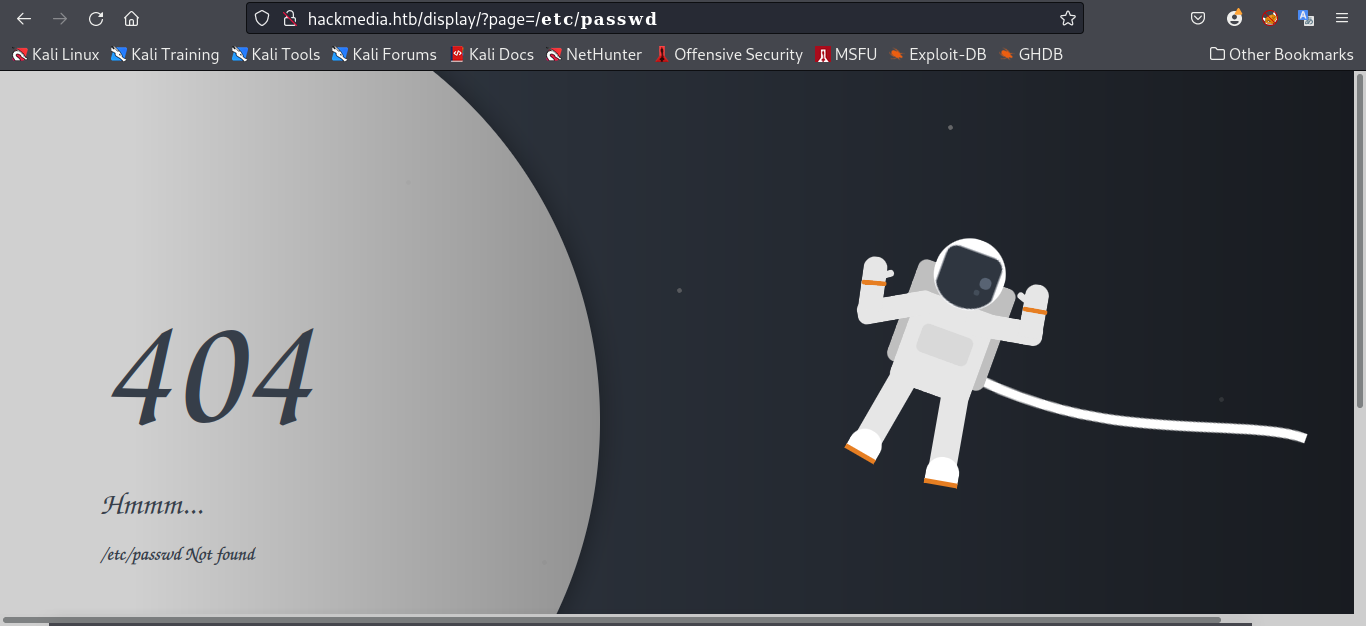 hackmedia.htb/display/?page=/𝐞𝐭𝐜/𝐩𝐚𝐬𝐬𝐰𝐝
Kali Linux Kali Training Kali Tools Kali Forums Kali Docs NetHunter Offensive Security MSFU Exploit-DB GHDB Other Bookmarks
404
Hmmm...
/etc/passwd Not found